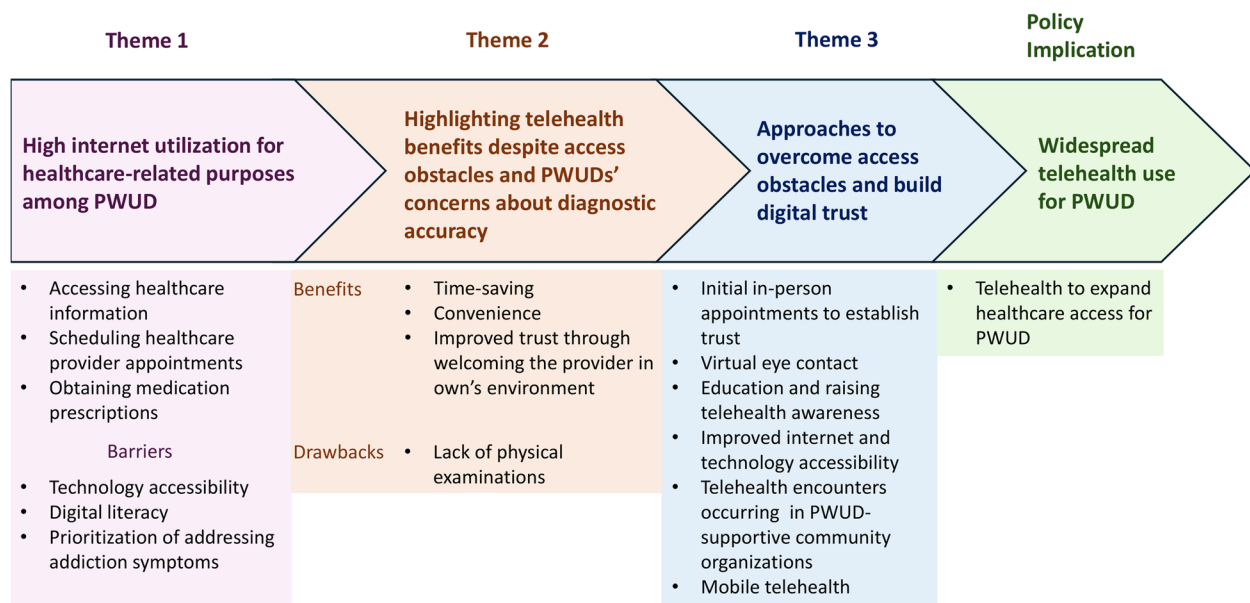 Theme 1
Theme 2
Theme 3
Policy
Implication
High internet utilization for
healthcare-related purposes
among PWUD
Highlighting telehealth
benefits despite access
obstacles and PWUDs’
concerns about diagnostic
accuracy
Approaches to
overcome access
obstacles and build
digital trust
Widespread
telehealth use
for PWUD
• Accessing healthcare
information
• Scheduling healthcare
provider appointments
• Obtaining medication
prescriptions
Barriers
• Technology accessibility
• Digital literacy
• Prioritization of addressing
addiction symptoms
Benefits
• Time-saving
• Convenience
• Improved trust through
welcoming the provider in
own’s environment
Drawbacks
• Lack of physical
examinations
• Initial in-person
appointments to establish
trust
• Virtual eye contact
• Education and raising
telehealth awareness
• Improved internet and
technology accessibility
• Telehealth encounters
occurring in PWUD-
supportive community
organizations
• Mobile telehealth
• Telehealth to expand
healthcare access for
PWUD